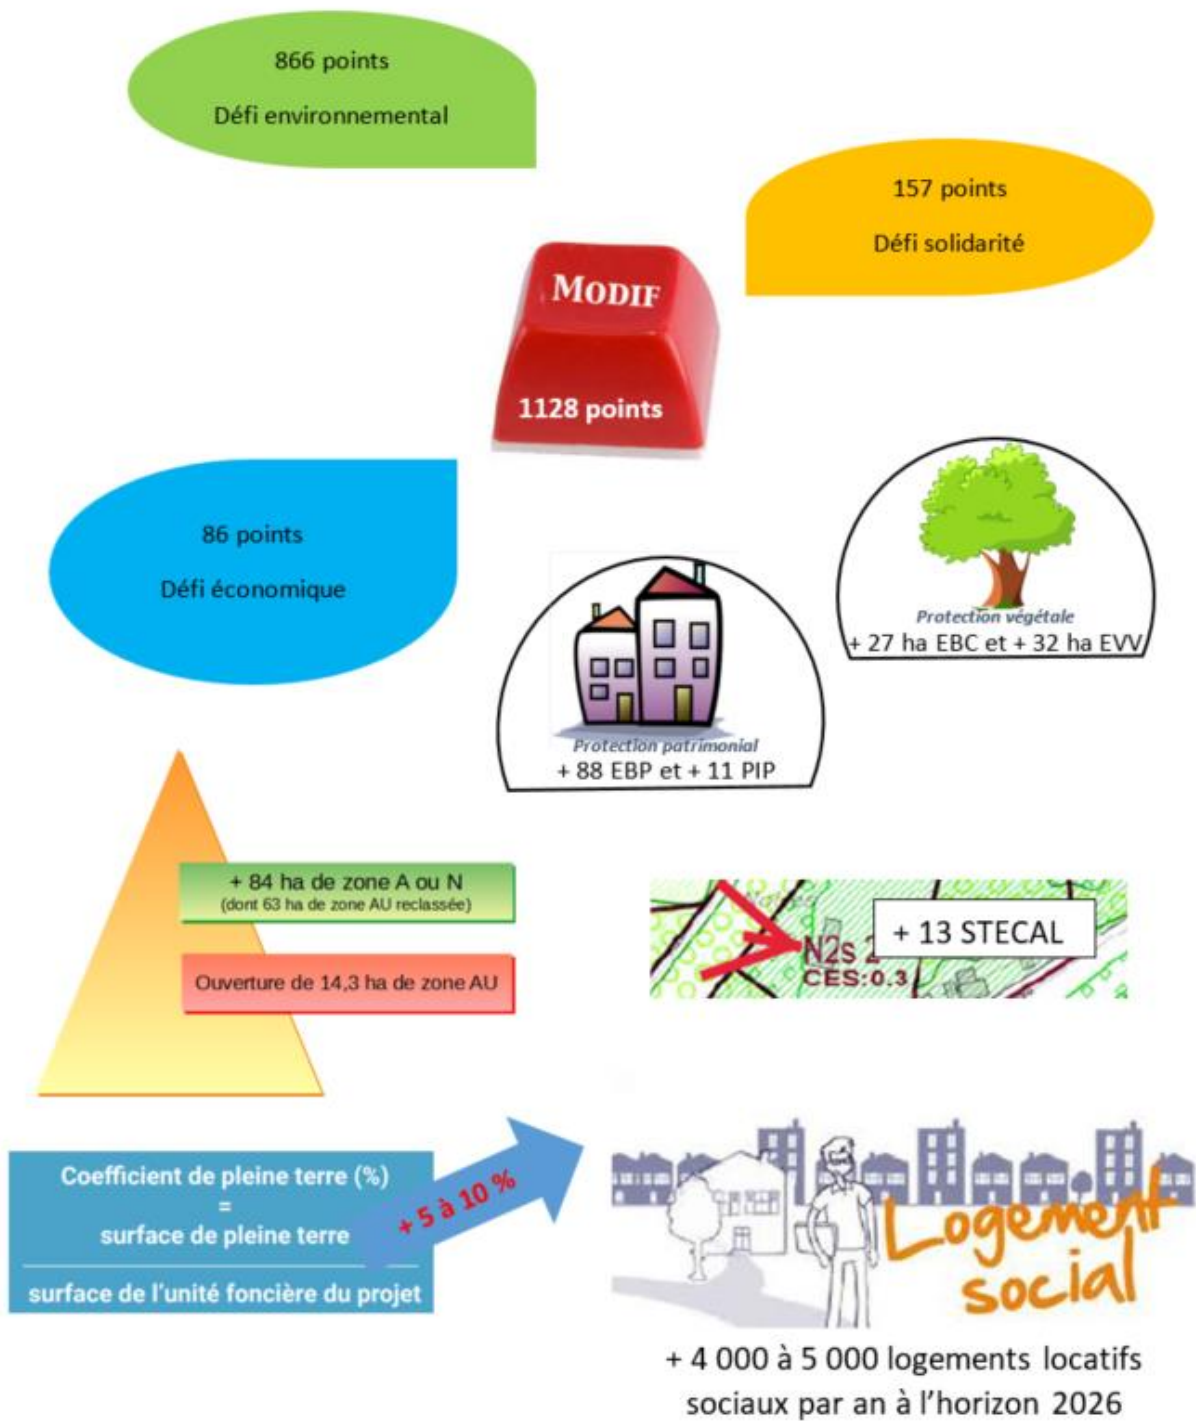 866 points
Défi environnemental
157 points
Défi solidarité
MODIF
1128 points
86 points
Défi économique
Protection végétale
+ 27 ha EBC et + 32 ha EVV
Protection patrimonial
+ 88 EBP et + 11 PIP
+ 84 ha de zone A ou N
(dont 63 ha de zone AU reclassée)
Ouverture de 14,3 ha de zone AU
+ 13 STECAL
N2s 2
CES:0.3
Coefficient de pleine terre (%)
=
surface de pleine terre
surface de l'unité foncière du projet
+ 5 à 10 %
Logement
social
+ 4 000 à 5 000 logements locatifs
sociaux par an à l'horizon 2026